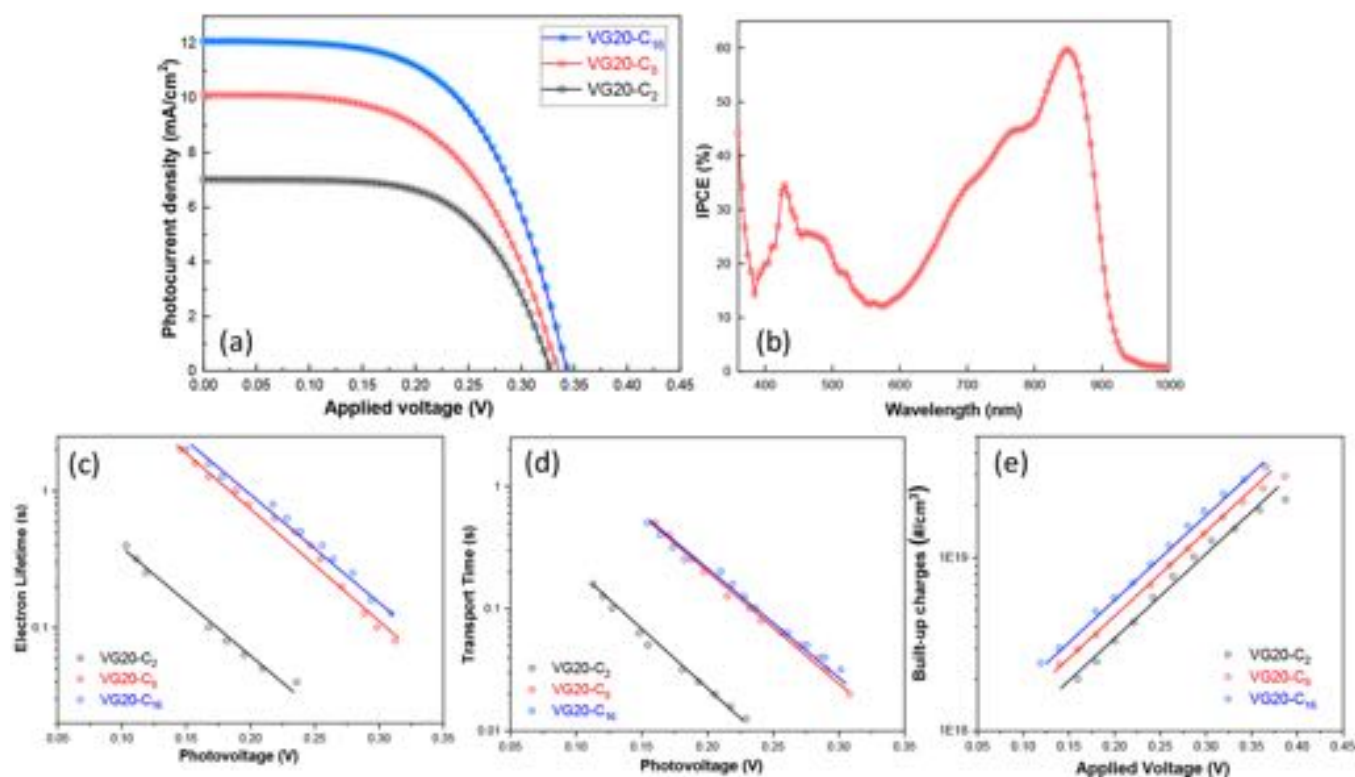 Photocurrent density (mA/cm²)
12
10
8
6
4
2
0
VG20-C₁₆
VG20-C₈
VG20-C₂
(a)
0.00 0.05 0.10 0.15 0.20 0.25 0.30 0.35 0.40 0.45
Applied voltage (V)
IPCE (%)
60
50
40
30
20
10
0
(b)
400 500 600 700 800 900 1000
Wavelength (nm)
(c)
Electron Lifetime (s)
1
0.1
VG20-C₂
VG20-C₈
VG20-C₁₆
0.05 0.10 0.15 0.20 0.25 0.30 0.35
Photovoltage (V)
(d)
Transport Time (s)
1
0.1
0.01
VG20-C₂
VG20-C₈
VG20-C₁₆
0.05 0.10 0.15 0.20 0.25 0.30 0.35
Photovoltage (V)
(e)
Built-up charges (#/cm³)
1E19
1E18
VG20-C₂
VG20-C₈
VG20-C₁₆
0.05 0.10 0.15 0.20 0.25 0.30 0.35 0.40 0.45
Applied Voltage (V)